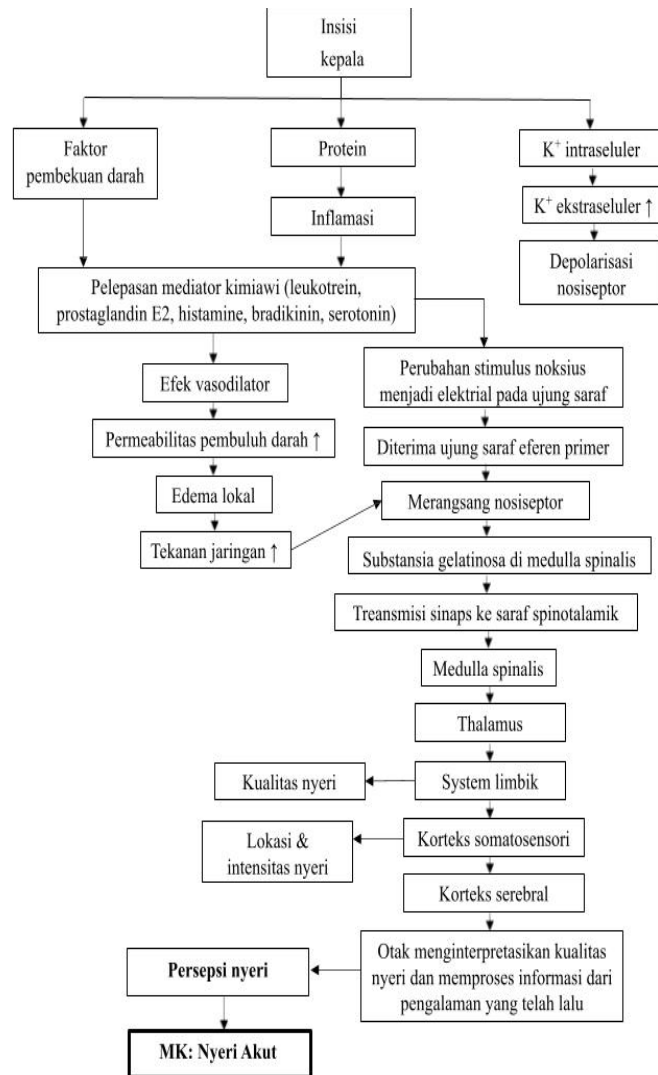 Insisi
kepala
Faktor
pembekuan darah
Protein
K⁺ intraseluler
Inflamasi
K⁺ ekstraseluler ↑
Depolarisasi
nosiseptor
Pelepasan mediator kimiawi (leukotrein,
prostaglandin E2, histamine, bradikinin, serotonin)
Efek vasodilator
Permeabilitas pembuluh darah ↑
Edema lokal
Tekanan jaringan ↑
Perubahan stimulus noksius
menjadi elektrial pada ujung saraf
Diterima ujung saraf eferen primer
Merangsang nosiseptor
Substansia gelatinosa di medulla spinalis
Treansmisi sinaps ke saraf spinotalamik
Medulla spinalis
Thalamus
Kualitas nyeri
System limbik
Lokasi &
intensitas nyeri
Korteks somatosensori
Korteks serebral
Otak menginterpretasikan kualitas
nyeri dan memproses informasi dari
pengalaman yang telah lalu
Persepsi nyeri
MK: Nyeri Akut